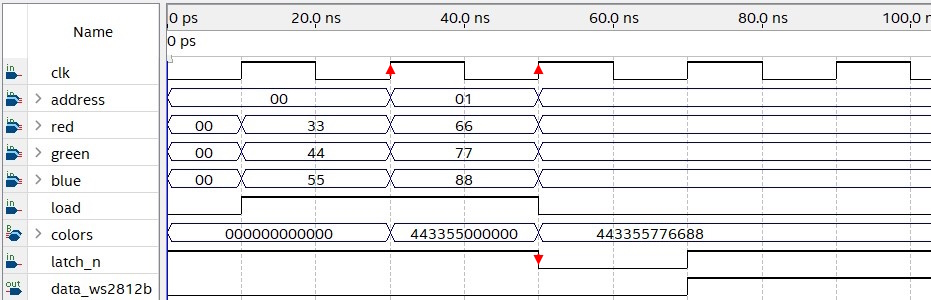 Name
0 ps 20.0 ns 40.0 ns 60.0 ns 80.0 ns 100.0 n
0 ps
in clk
in > address 00 01
in > red 00 33 66
in > green 00 44 77
in > blue 00 55 88
in load
B > colors 000000000000 443355000000 443355776688
in latch_n
out data_ws2812b